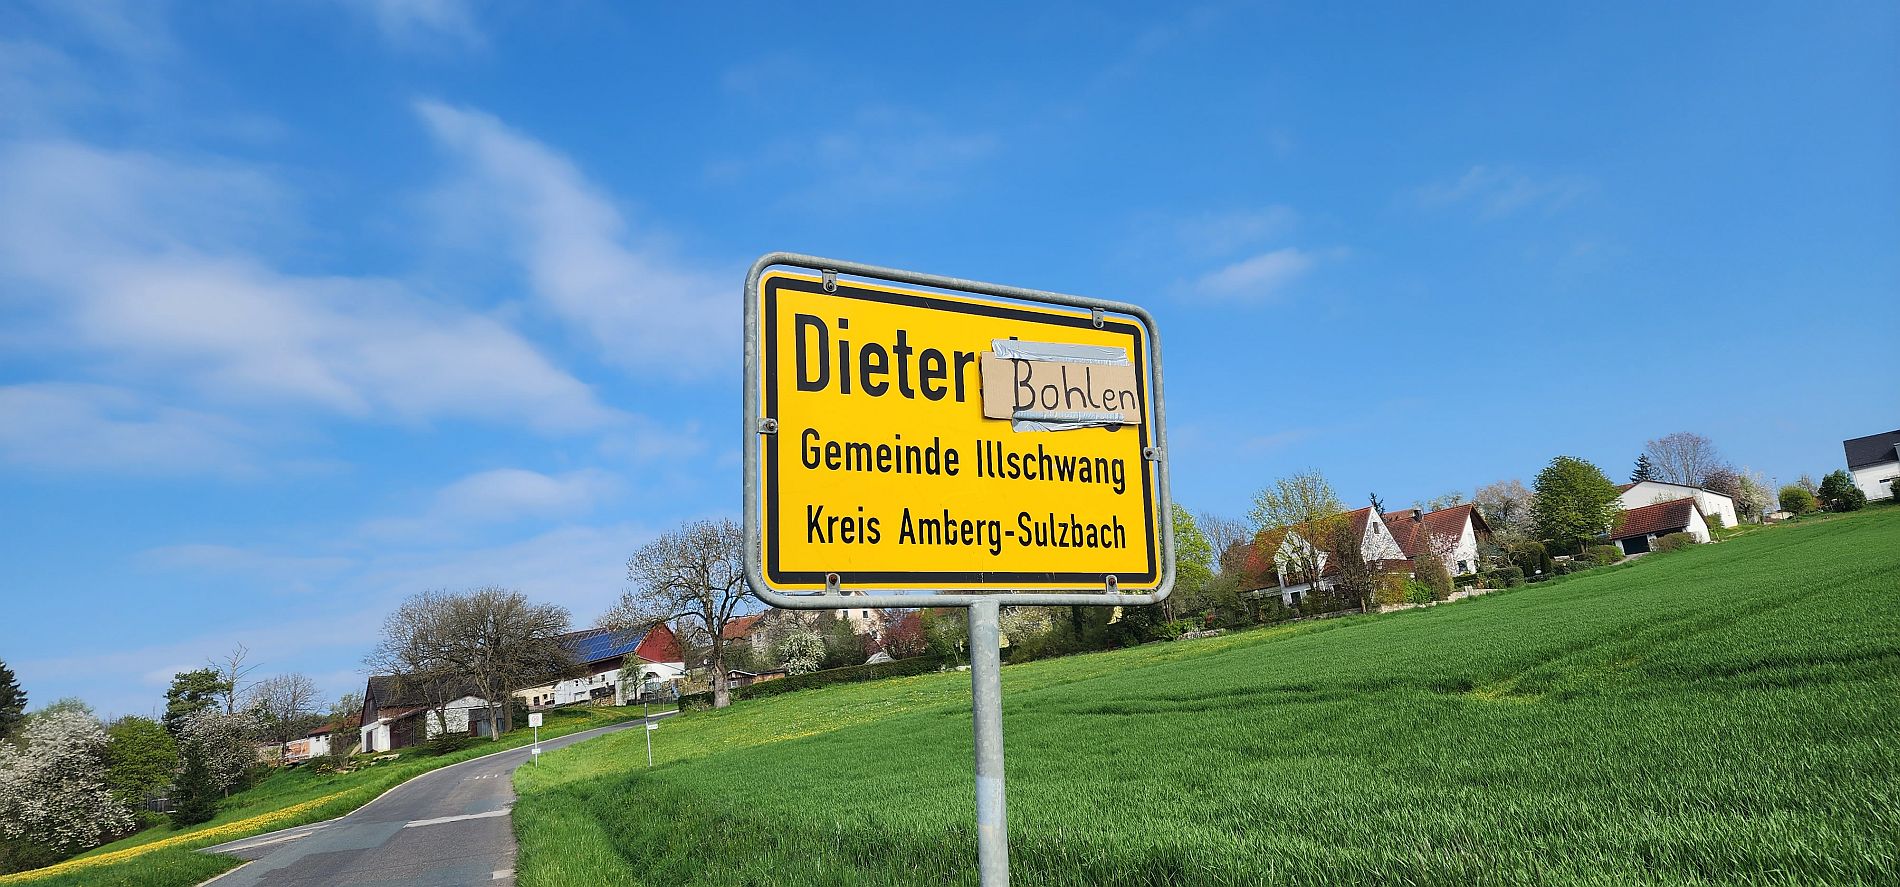 Dieter Bohlen
Gemeinde Illschwang
Kreis Amberg-Sulzbach